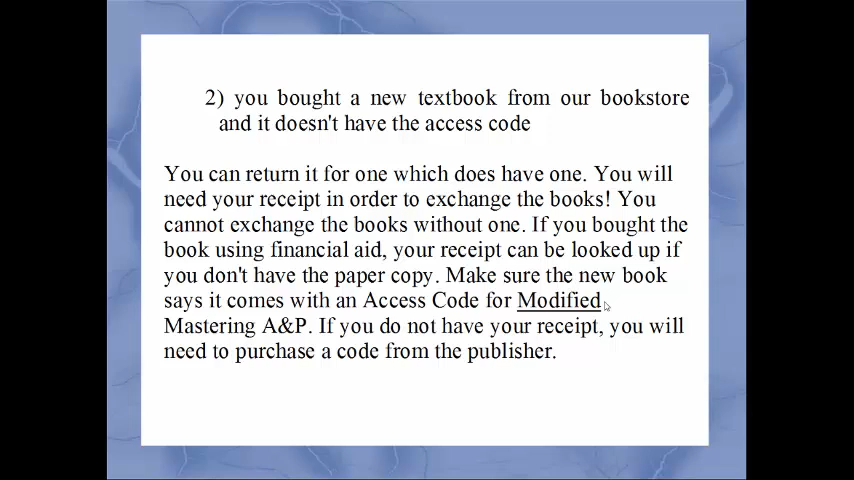 2) you bought a new textbook from our bookstore
and it doesn't have the access code
You can return it for one which does have one. You will
need your receipt in order to exchange the books! You
cannot exchange the books without one. If you bought the
book using financial aid, your receipt can be looked up if
you don't have the paper copy. Make sure the new book
says it comes with an Access Code for Modified
Mastering A&P. If you do not have your receipt, you will
need to purchase a code from the publisher.